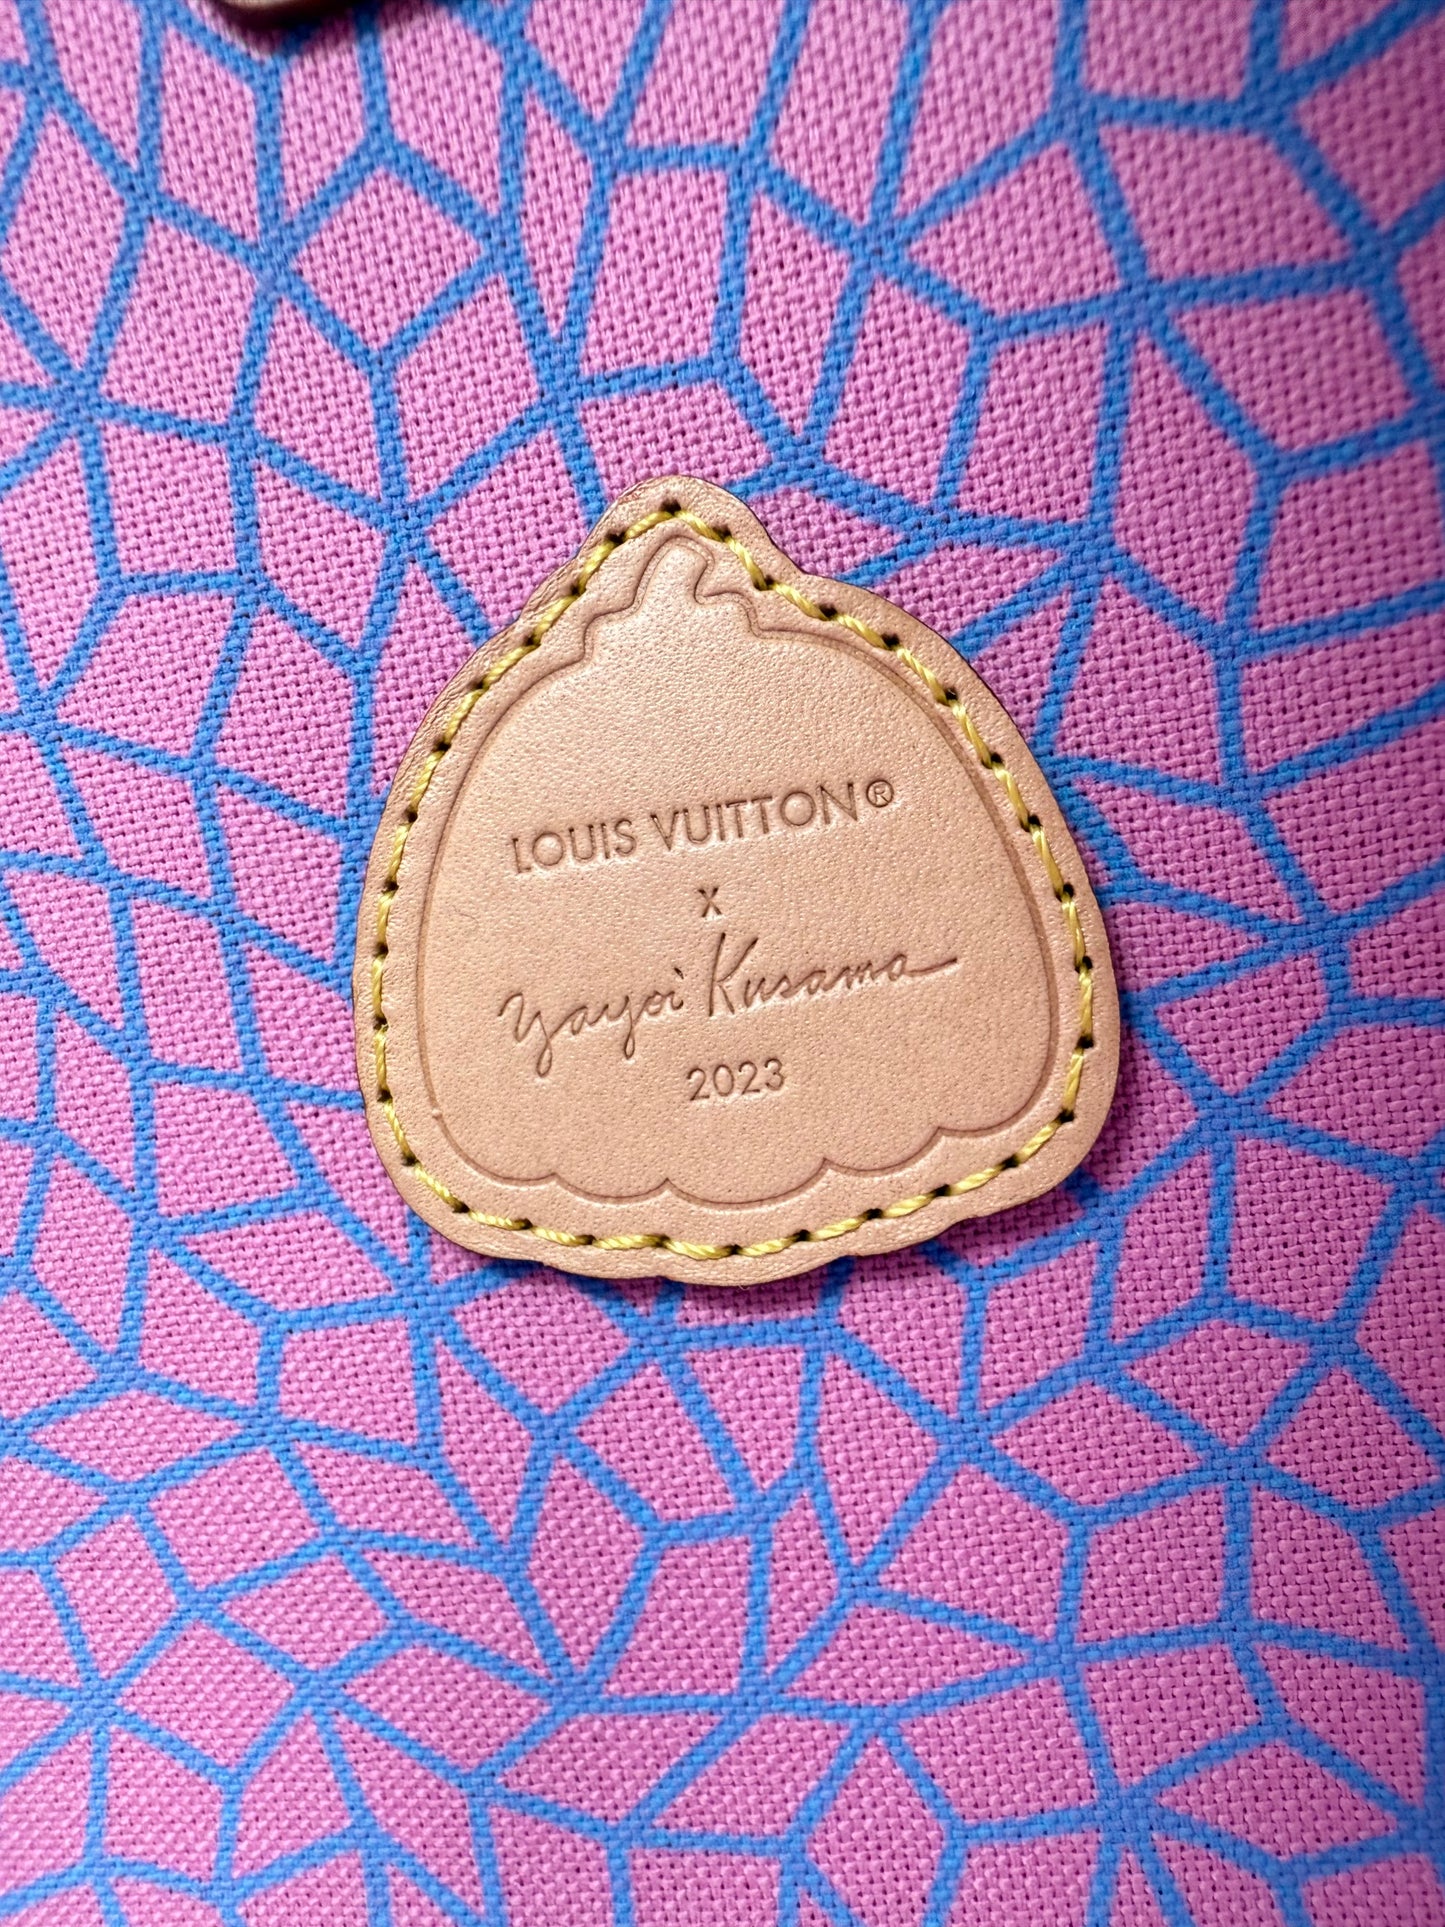 LOUIS VUITTON®
x
Yayoi Kusama
2023